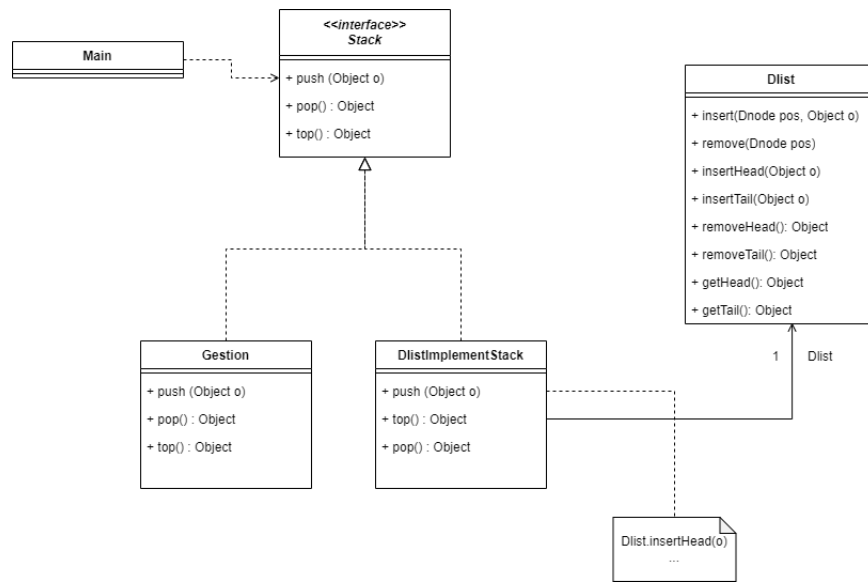 <<interface>>
Stack
+ push (Object o)
+ pop() : Object
+ top() : Object
Main
Dlist
+ insert(Dnode pos, Object o)
+ remove(Dnode pos)
+ insertHead(Object o)
+ insertTail(Object o)
+ removeHead(): Object
+ removeTail(): Object
+ getHead(): Object
+ getTail(): Object
1 Dlist
Gestion
+ push (Object o)
+ pop() : Object
+ top() : Object
DlistImplementStack
+ push (Object o)
+ top() : Object
+ pop() : Object
Dlist.insertHead(o)
...